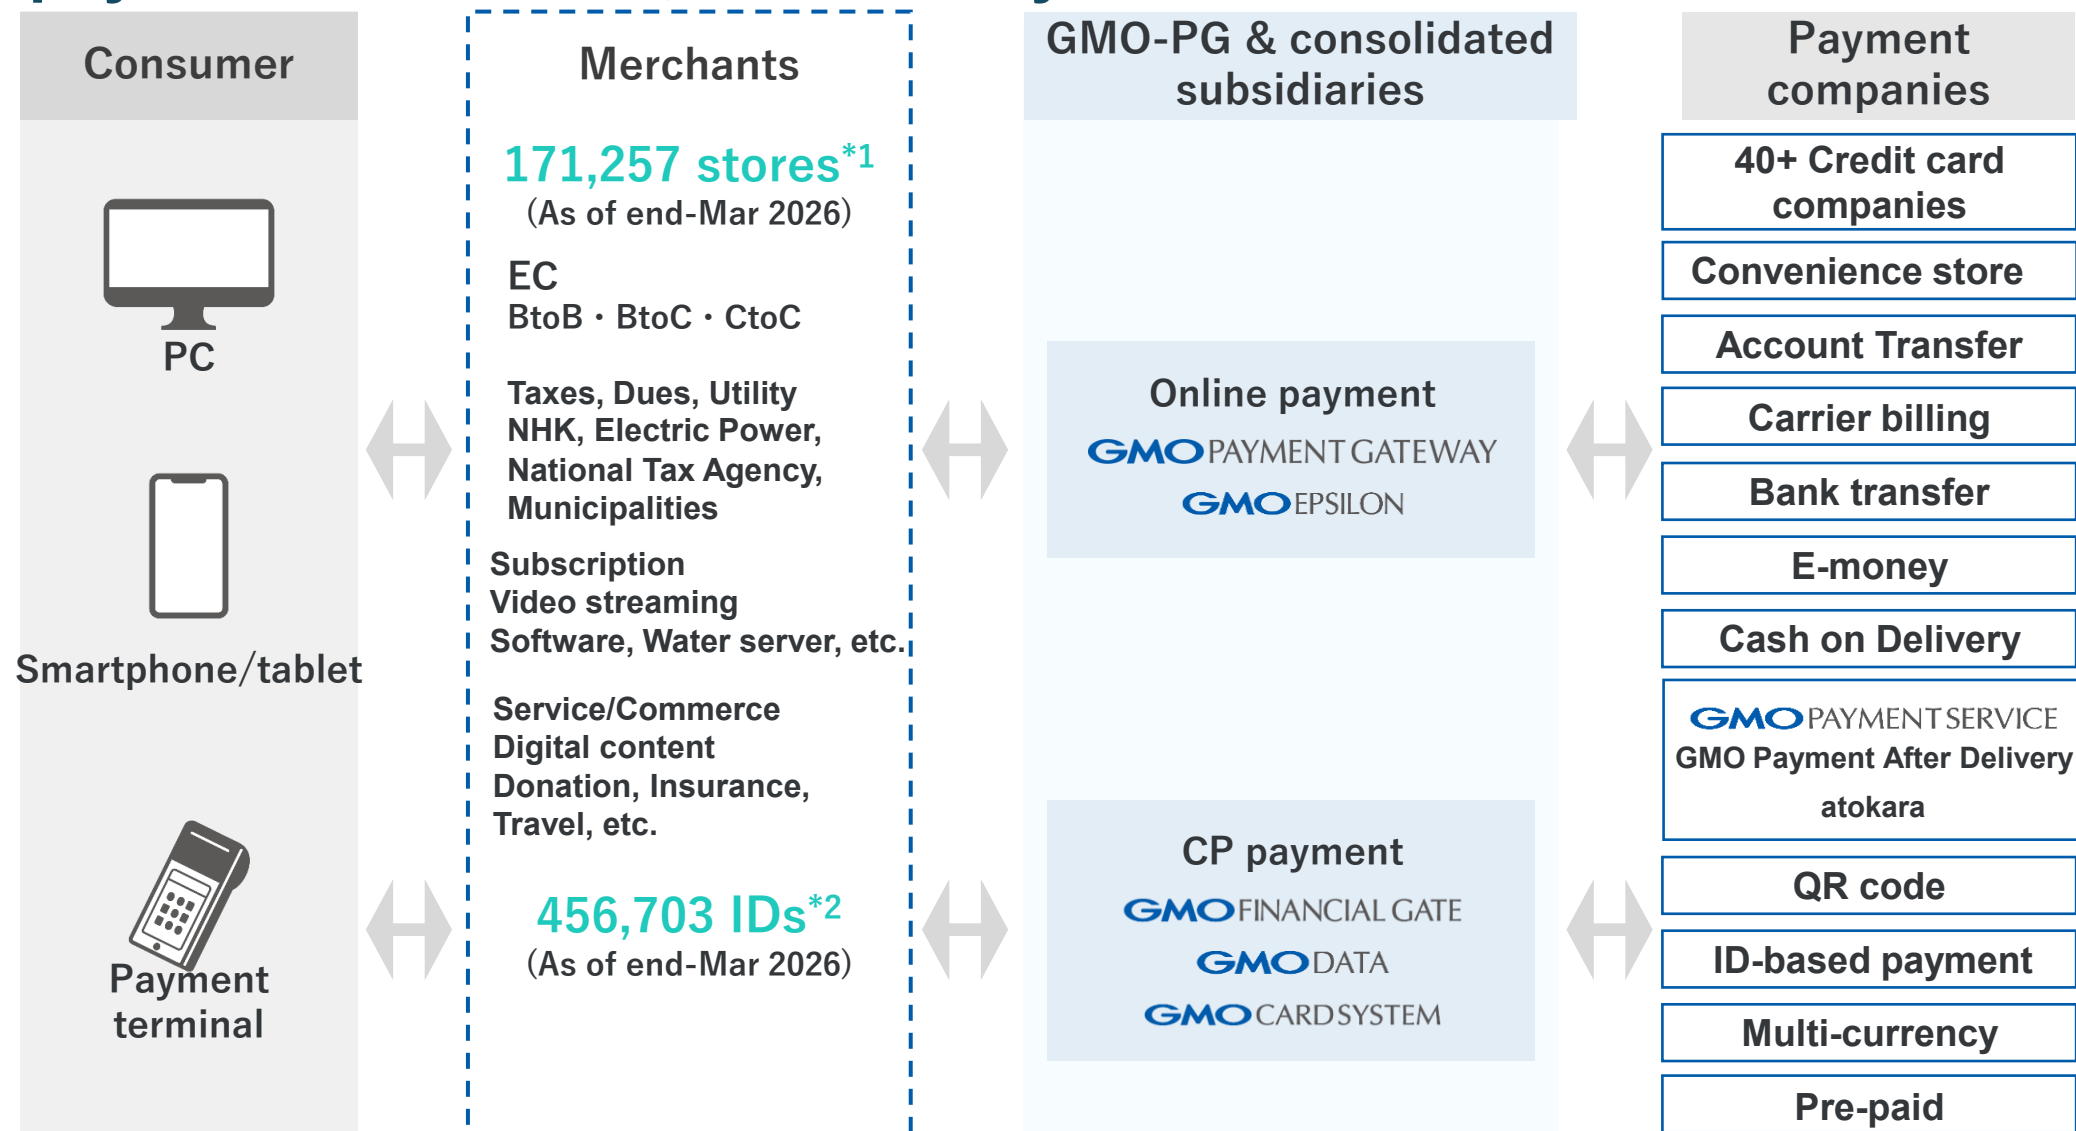 Consumer
PC
Smartphone/tablet
Payment
terminal
Merchants
171,257 stores*1
(As of end-Mar 2026)
EC
BtoB・BtoC・CtoC
Taxes, Dues, Utility
NHK, Electric Power,
National Tax Agency,
Municipalities
Subscription
Video streaming
Software, Water server, etc.
Service/Commerce
Digital content
Donation, Insurance,
Travel, etc.
456,703 IDs*2
(As of end-Mar 2026)
GMO-PG & consolidated
subsidiaries
Online payment
GMO PAYMENT GATEWAY
GMO EPSILON
CP payment
GMO FINANCIAL GATE
GMO DATA
GMO CARD SYSTEM
Payment
companies
40+ Credit card
companies
Convenience store
Account Transfer
Carrier billing
Bank transfer
E-money
Cash on Delivery
GMO PAYMENT SERVICE
GMO Payment After Delivery
atokara
QR code
ID-based payment
Multi-currency
Pre-paid